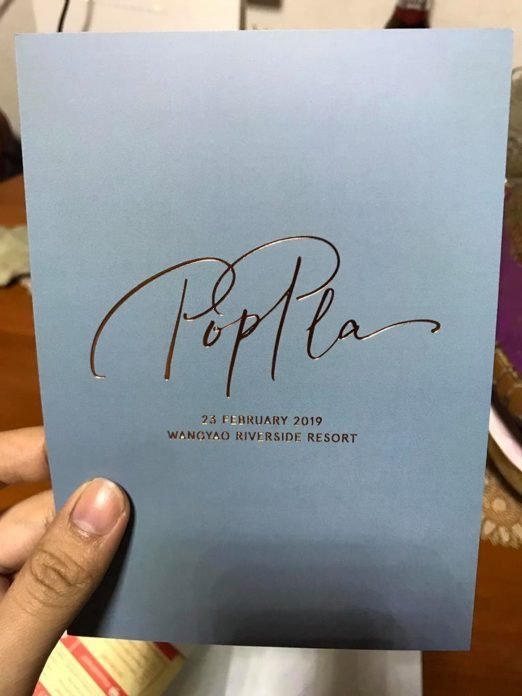 PopPla
23 FEBRUARY 2019
WANGYAO RIVERSIDE RESORT